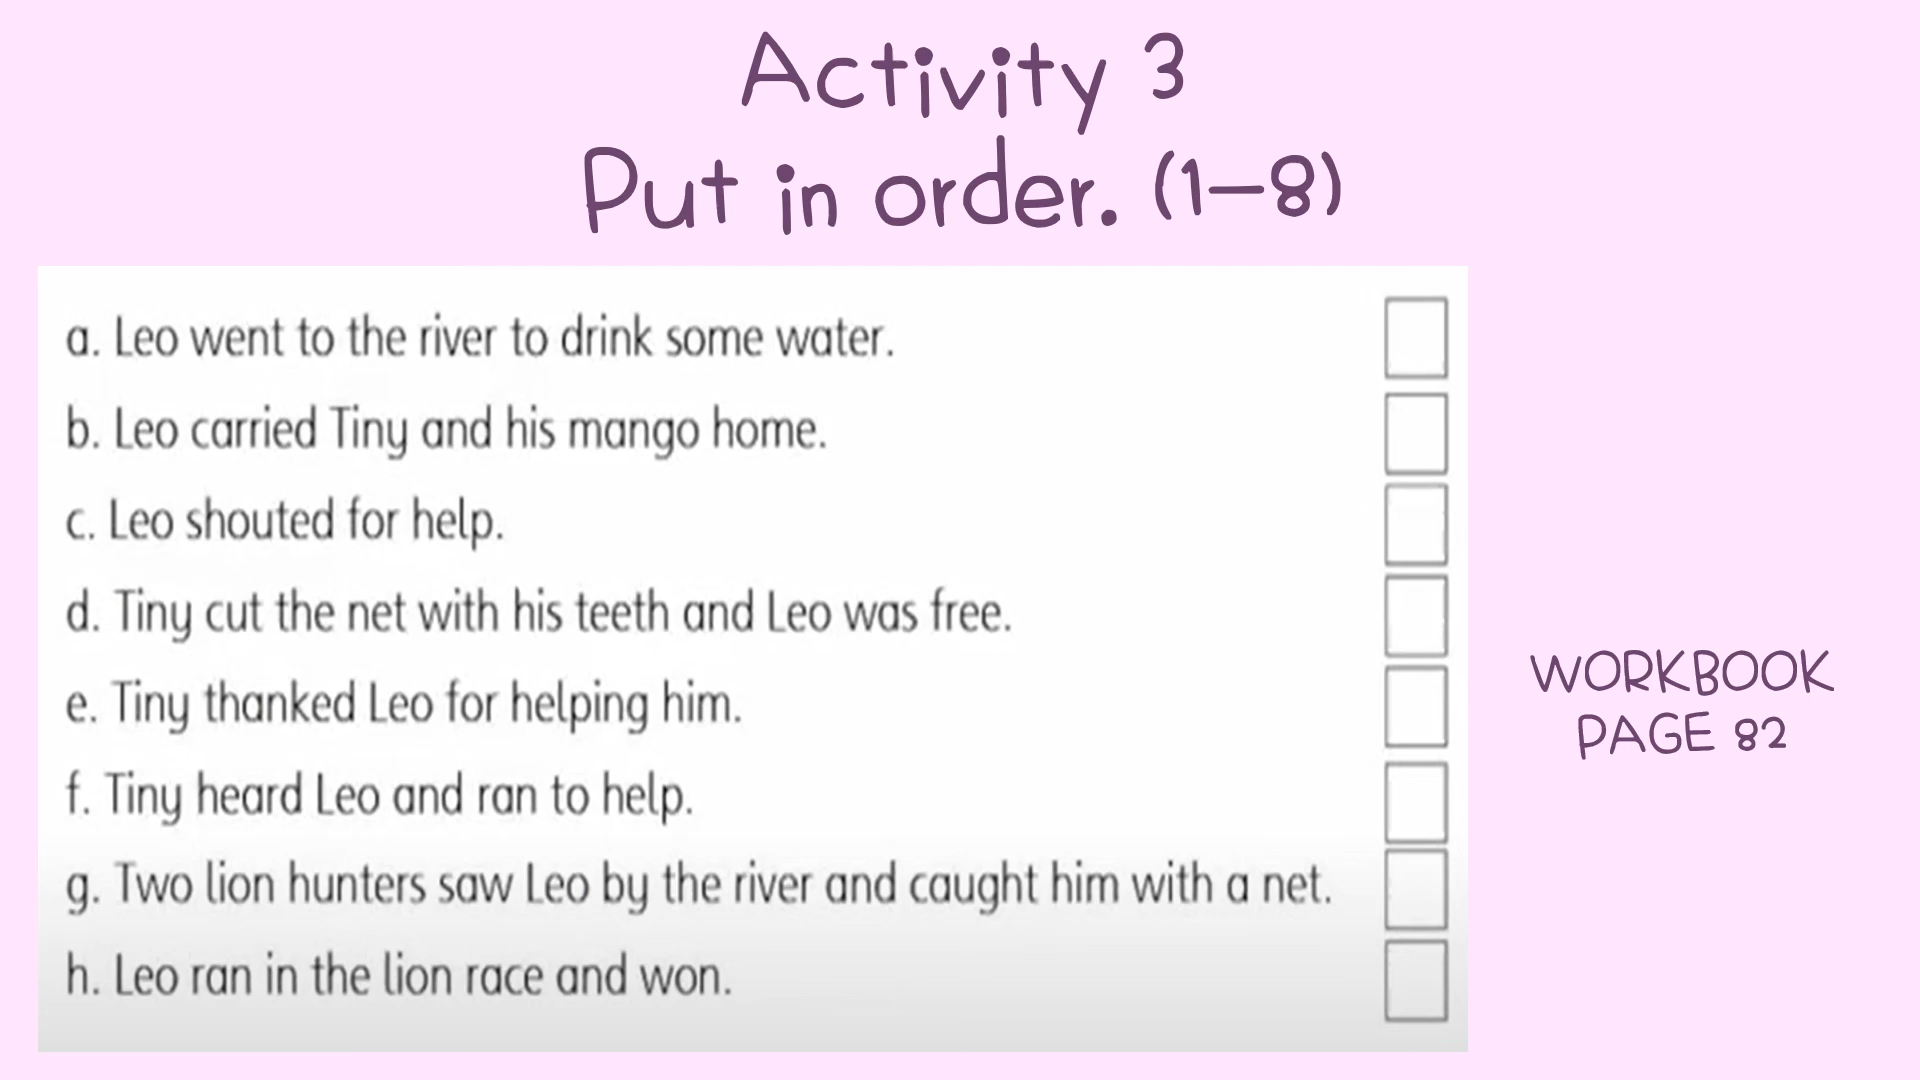 Activity 3
Put in order. (1–8)
a. Leo went to the river to drink some water.
b. Leo carried Tiny and his mango home.
c. Leo shouted for help.
d. Tiny cut the net with his teeth and Leo was free.
e. Tiny thanked Leo for helping him.
f. Tiny heard Leo and ran to help.
g. Two lion hunters saw Leo by the river and caught him with a net.
h. Leo ran in the lion race and won.
WORKBOOK
PAGE 82